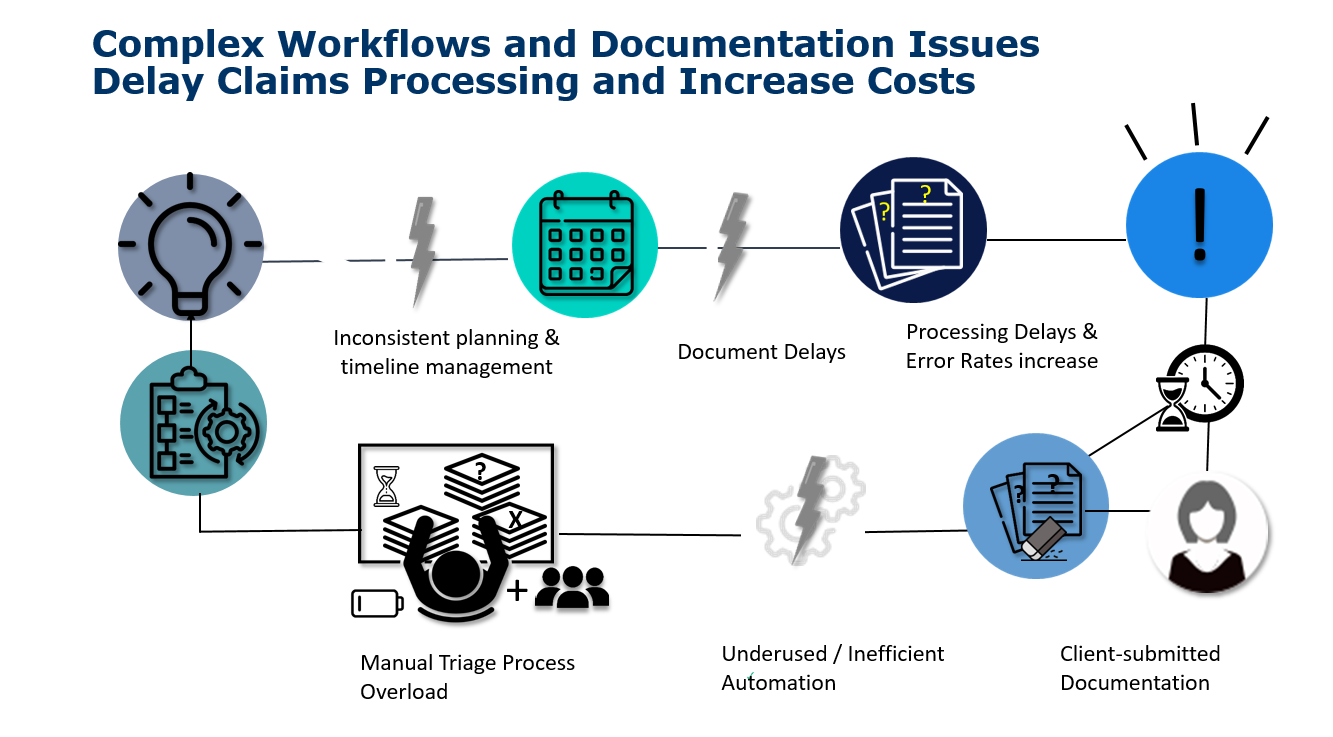 Complex Workflows and Documentation Issues
Delay Claims Processing and Increase Costs
? ?
!
Inconsistent planning &
timeline management
Document Delays
Processing Delays &
Error Rates increase
?
X
? ?
+
Manual Triage Process
Overload
Underused / Inefficient
Automation
Client-submitted
Documentation